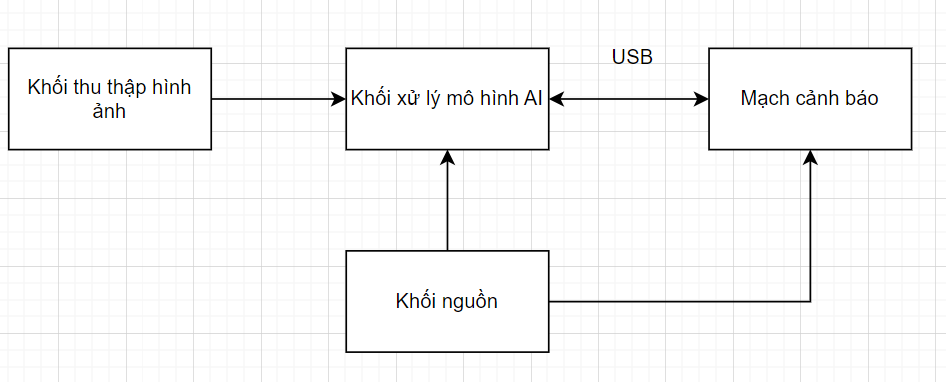 Khối thu thập hình
ảnh
Khối xử lý mô hình AI
USB
Mạch cảnh báo
Khối nguồn